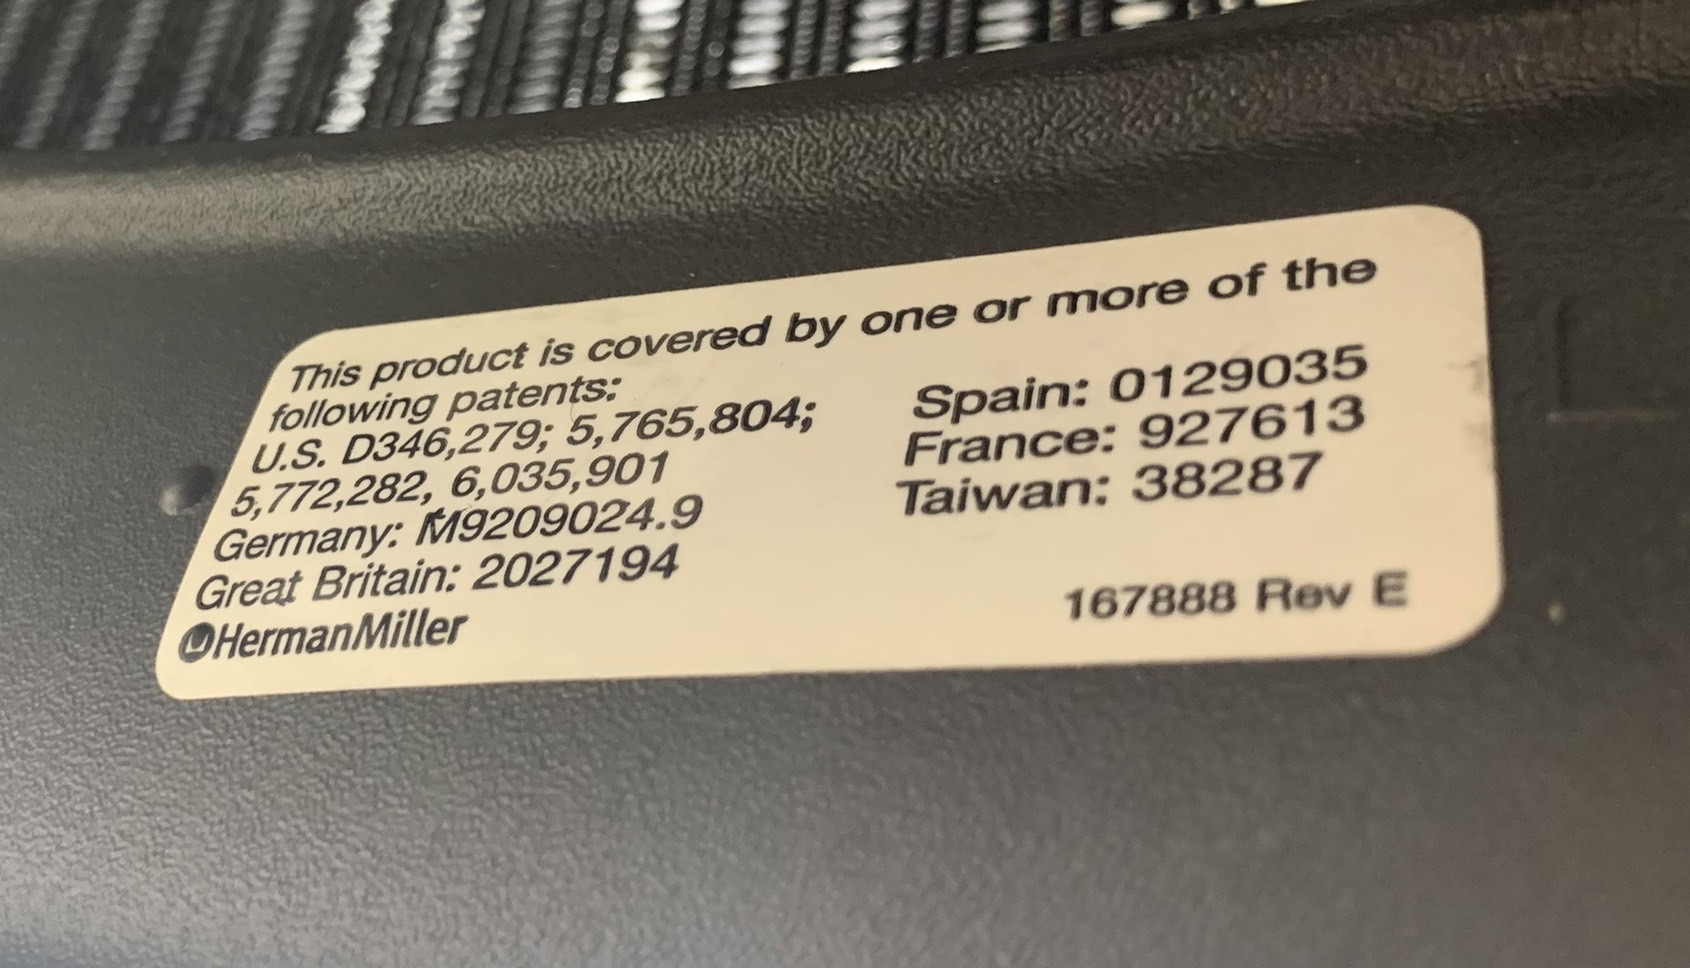 This product is covered by one or more of the
following patents:
U.S. D346,279; 5,765,804;
5,772,282, 6,035,901
Germany: M9209024.9
Great Britain: 2027194
HermanMiller
Spain: 0129035
France: 927613
Taiwan: 38287
167888 Rev E